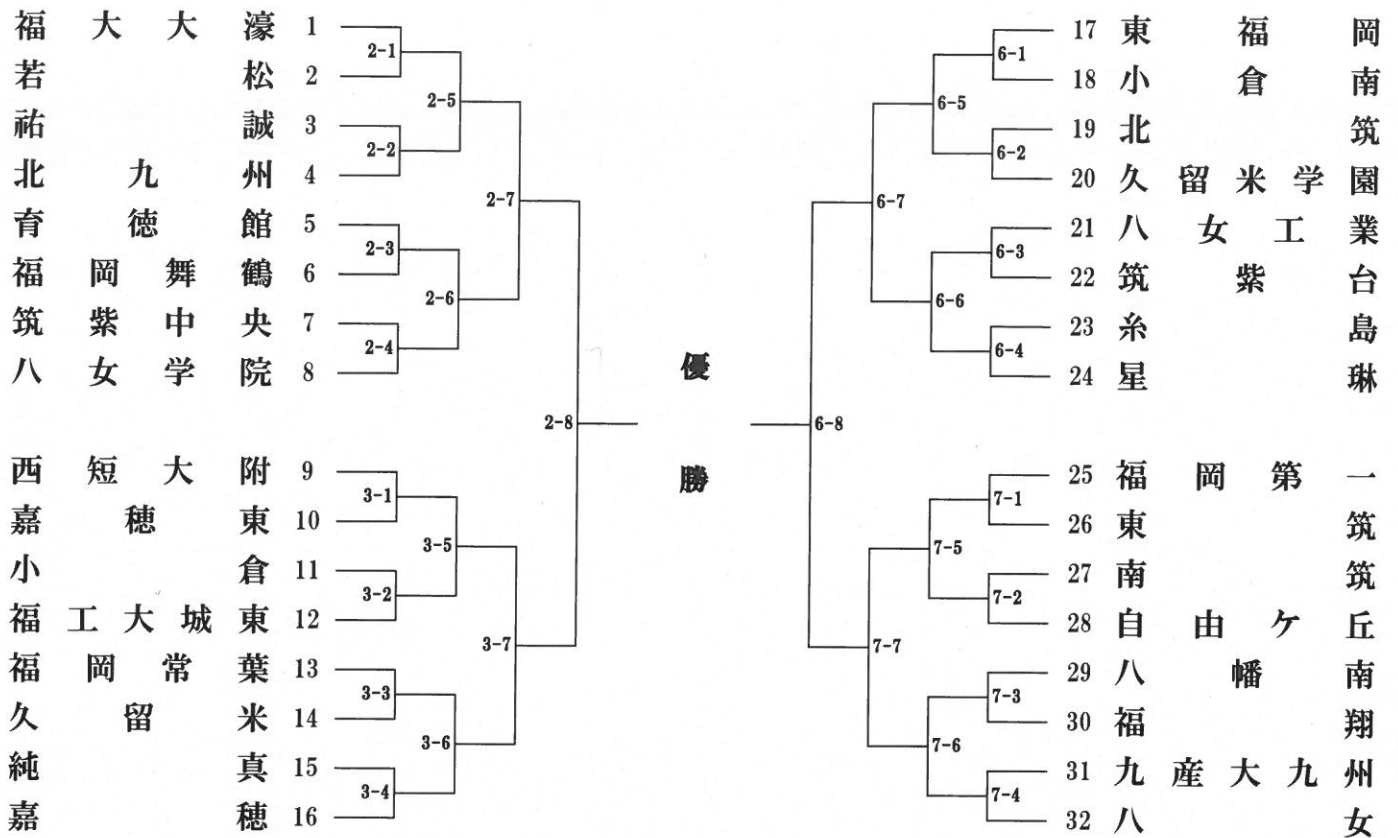 福大大濠 1
若松 2
祐誠 3
北九州 4
育徳館 5
福岡舞鶴 6
筑紫中央 7
八女学院 8
西短大附 9
嘉穂東 10
小倉 11
福工大城東 12
福岡常葉 13
久留米 14
純真 15
嘉穂 16
2-1
2-2
2-3
2-4
2-5
2-6
2-7
2-8
3-1
3-2
3-3
3-4
3-5
3-6
3-7
優勝
6-8
6-7
6-5
6-6
6-1
6-2
6-3
6-4
7-7
7-5
7-6
7-1
7-2
7-3
7-4
17 東福岡
18 小倉南
19 北筑
20 久留米学園
21 八女工業
22 筑紫台
23 糸島
24 星琳
25 福岡第一
26 東筑
27 南筑
28 自由ケ丘
29 八幡南
30 福翔
31 九産大九州
32 八女